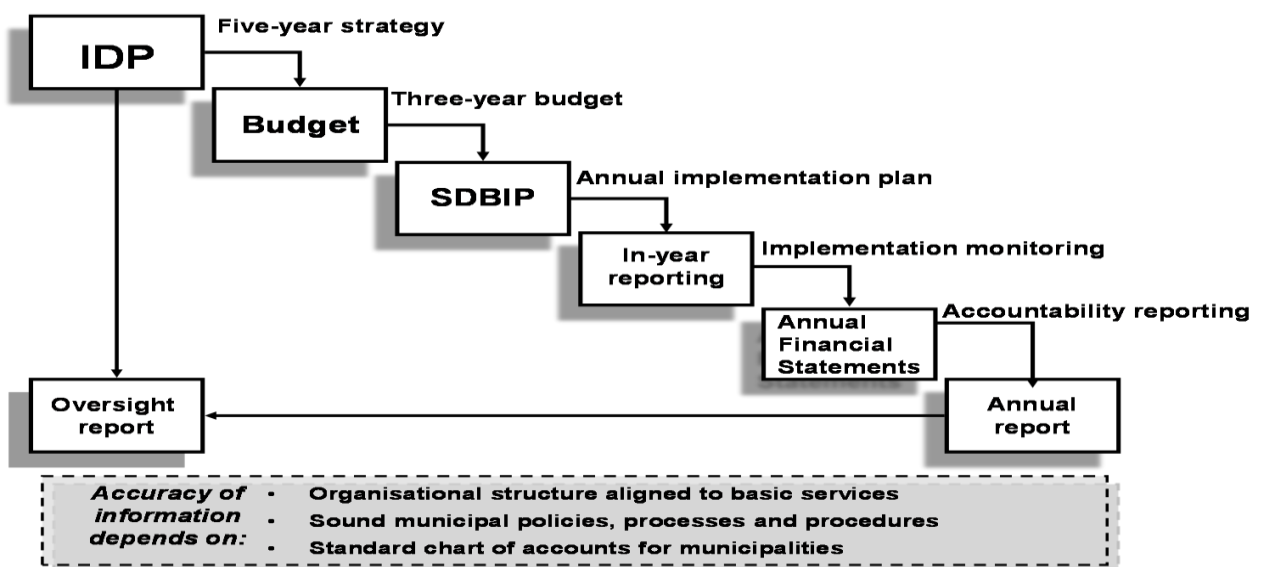 IDP
Five-year strategy
Budget
Three-year budget
SDBIP
Annual implementation plan
In-year
reporting
Implementation monitoring
Annual
Financial
Statements
Accountability reporting
Annual
report
Oversight
report
Accuracy of
information
depends on:
• Organisational structure aligned to basic services
• Sound municipal policies, processes and procedures
• Standard chart of accounts for municipalities